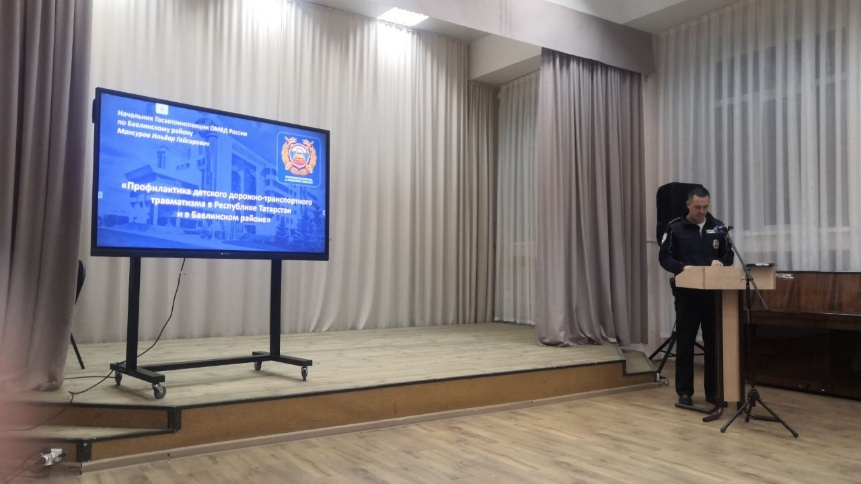 Начальник Госавтоинспекции ОМВД России
по Бавлинскому району
Мансуров Ильдар Гайсарович
«Профилактика детского дорожно-транспортного
травматизма в Республике Татарстан
и в Бавлинском районе»